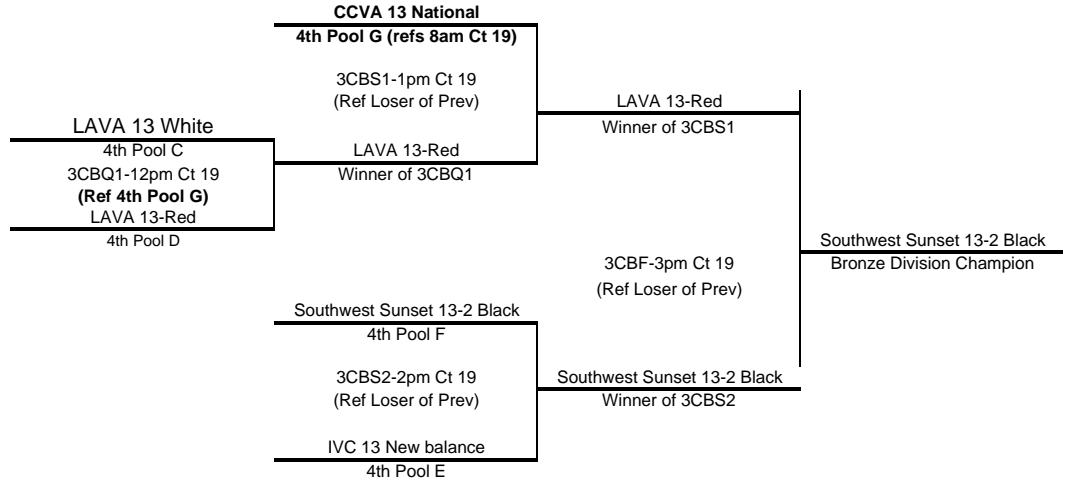 CCVA 13 National
4th Pool G (refs 8am Ct 19)
3CBS1-1pm Ct 19
(Ref Loser of Prev)
LAVA 13-Red
Winner of 3CBS1
LAVA 13 White
4th Pool C
3CBQ1-12pm Ct 19
(Ref 4th Pool G)
LAVA 13-Red
4th Pool D
LAVA 13-Red
Winner of 3CBQ1
Southwest Sunset 13-2 Black
Bronze Division Champion
3CBF-3pm Ct 19
(Ref Loser of Prev)
Southwest Sunset 13-2 Black
4th Pool F
3CBS2-2pm Ct 19
(Ref Loser of Prev)
Southwest Sunset 13-2 Black
Winner of 3CBS2
IVC 13 New balance
4th Pool E